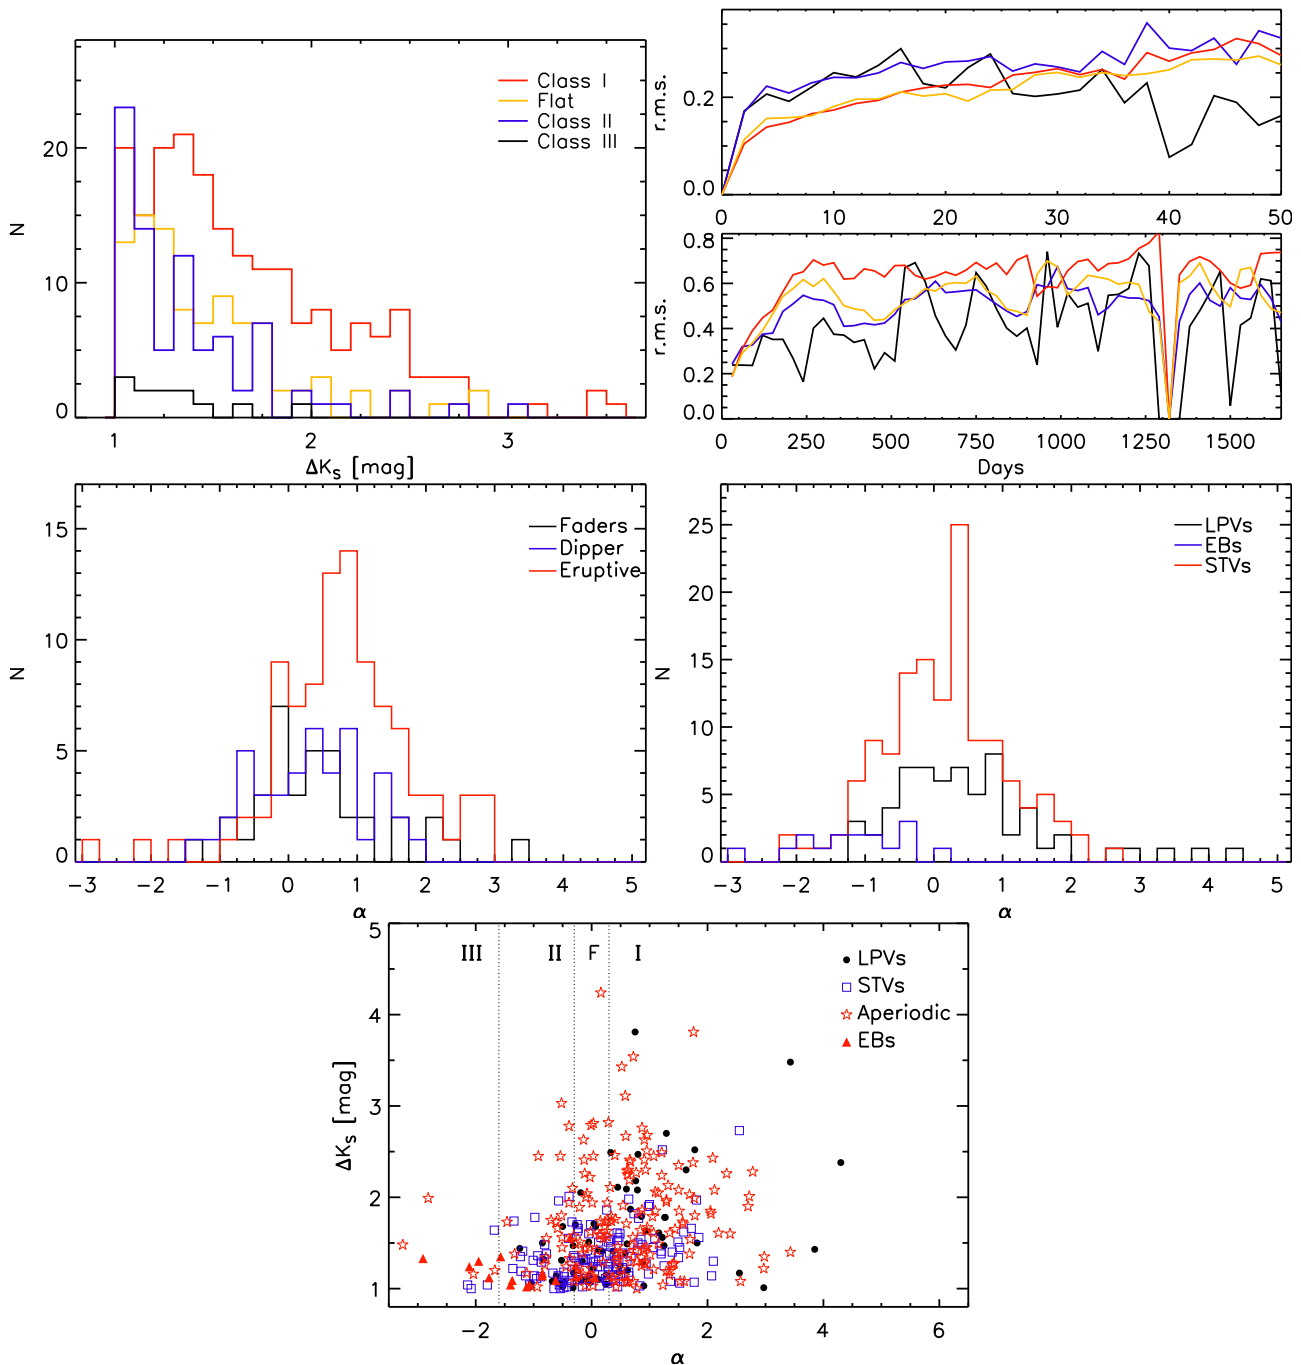 Class I
Flat
Class II
Class III
20
10
0
N
1 2 3
ΔKs [mag]
0.2
0.0
r.m.s.
0 10 20 30 40 50
0.8
0.6
0.4
0.2
0.0
r.m.s.
0 250 500 750 1000 1250 1500
Days
Faders
Dipper
Eruptive
15
10
5
0
N
−3 −2 −1 0 1 2 3 4 5
α
LPVs
EBs
STVs
25
20
15
10
5
0
N
−3 −2 −1 0 1 2 3 4 5
α
III II F I
LPVs
STVs
Aperiodic
EBs
5
4
3
2
1
ΔKs [mag]
−2 0 2 4 6
α